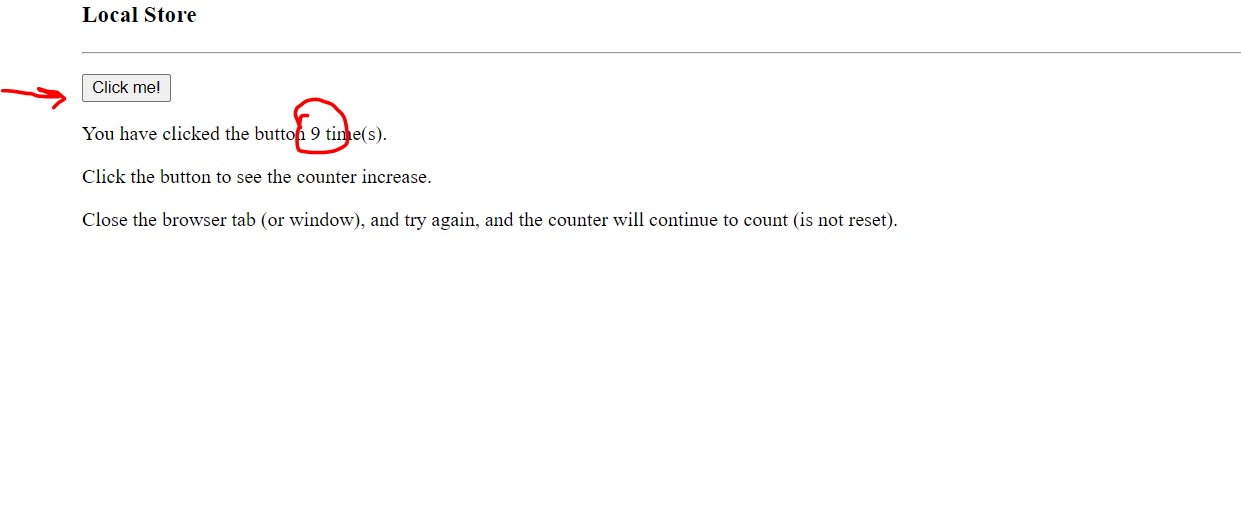 Local Store
Click me!
You have clicked the button 9 time(s).
Click the button to see the counter increase.
Close the browser tab (or window), and try again, and the counter will continue to count (is not reset).